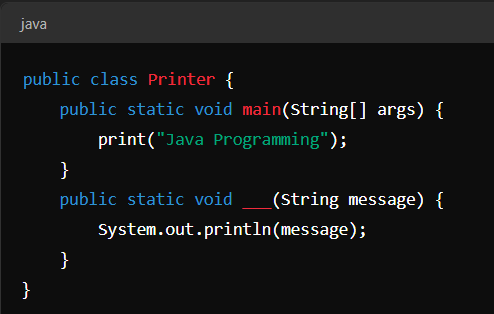 java
public class Printer {
    public static void main(String[] args) {
        print("Java Programming");
    }
    public static void ___(String message) {
        System.out.println(message);
    }
}